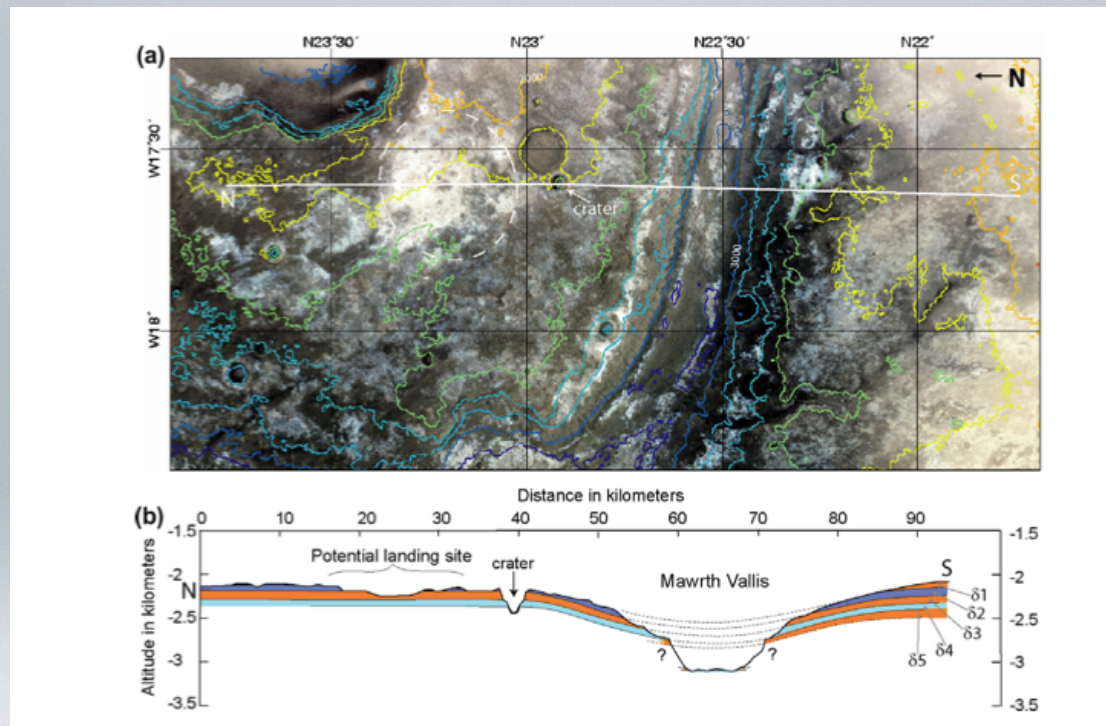 (a)
N23˚30´ N23˚ N22˚30´ N22˚
← N
W17˚30´
N S
crater
3000
W18˚
Distance in kilometers
(b)
0 10 20 30 40 50 60 70 80 90
-1.5 -1.5
Potential landing site
crater
Mawrth Vallis
S
-2 -2
N
δ1
δ2
-2.5 -2.5
δ3
δ4
δ5
? ?
-3 -3
-3.5 -3.5
Altitude in kilometers